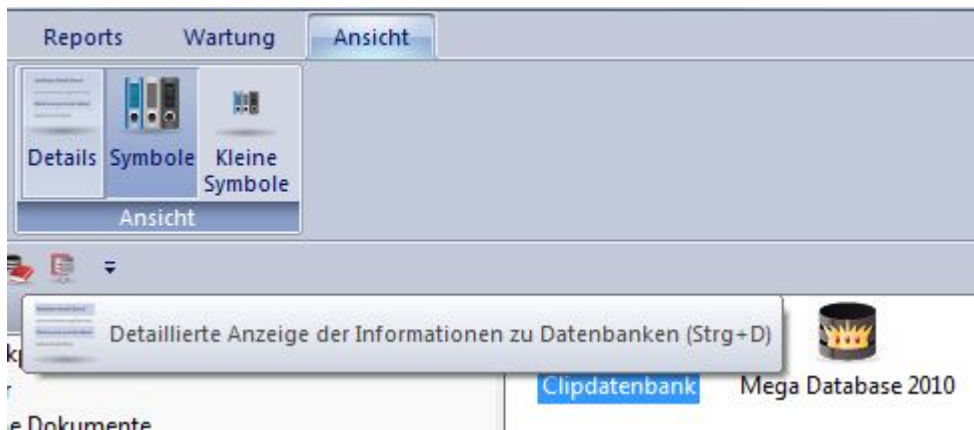 Reports Wartung Ansicht
Details Symbole Kleine
Symbole
Ansicht
Detaillierte Anzeige der Informationen zu Datenbanken (Strg+D)
Clipdatenbank Mega Database 2010
Dokumente